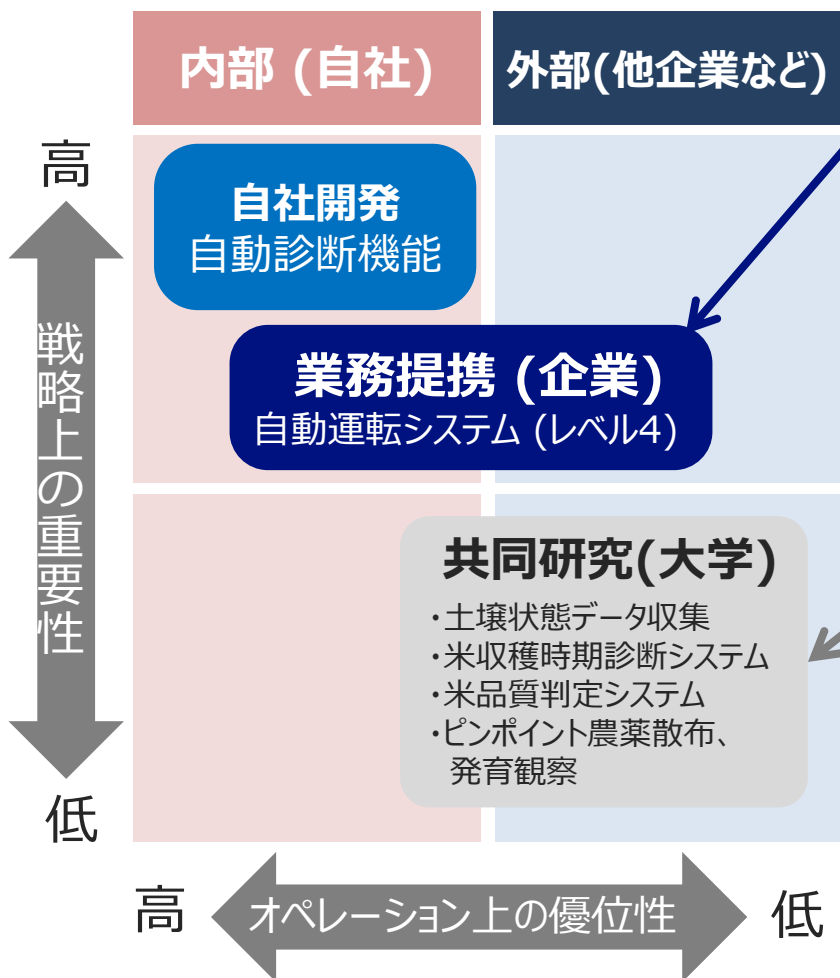 内部 (自社)
外部(他企業など)
高
自社開発
自動診断機能
業務提携 (企業)
自動運転システム (レベル4)
戦略上の重要性
共同研究(大学)
・土壌状態データ収集
・米収穫時期診断システム
・米品質判定システム
・ピンポイント農薬散布、
発育観察
低
高
オペレーション上の優位性
低